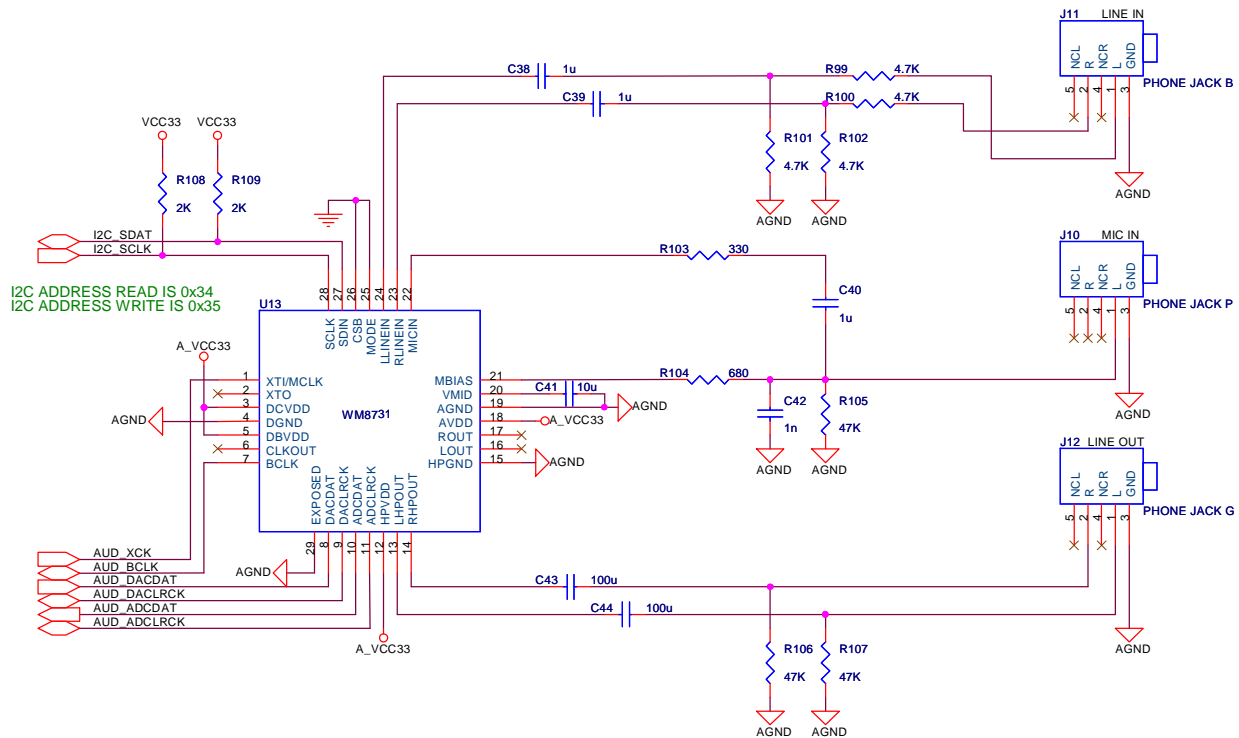 J11 LINE IN
NCL
R
NCR
L
GND
5
2
4
1
3
PHONE JACK B
AGND
C38 1u
C39 1u
R99 4.7K
R100 4.7K
R101
4.7K
R102
4.7K
AGND
AGND
VCC33
VCC33
R108
2K
R109
2K
I2C_SDAT
I2C_SCLK
I2C ADDRESS READ IS 0x34
I2C ADDRESS WRITE IS 0x35
R103 330
C40
1u
J10 MIC IN
NCL
R
NCR
L
GND
5
2
4
1
3
PHONE JACK P
AGND
U13
28
27
26
25
24
23
22
SCLK
SDIN
CSB
MODE
LLINEIN
RLINEIN
MICIN
A_VCC33
AGND
1 XTI/MCLK
2 XTO
3 DCVDD
4 DGND
5 DBVDD
6 CLKOUT
7 BCLK
WM8731
MBIAS 21
VMID 20
AGND 19
AVDD 18
ROUT 17
LOUT 16
HPGND 15
R104 680
C41 10u
AGND
A_VCC33
AGND
C42
1n
R105
47K
AGND
AGND
EXPOSED
DACDAT
DACLRCK
ADCDAT
ADCLRCK
HPVDD
LHPOUT
RHPOUT
29
8
9
10
11
12
13
14
AGND
A_VCC33
AUD_XCK
AUD_BCLK
AUD_DACDAT
AUD_DACLRCK
AUD_ADCDAT
AUD_ADCLRCK
J12 LINE OUT
NCL
R
NCR
L
GND
5
2
4
1
3
PHONE JACK G
AGND
C43 100u
C44 100u
R106
47K
R107
47K
AGND
AGND